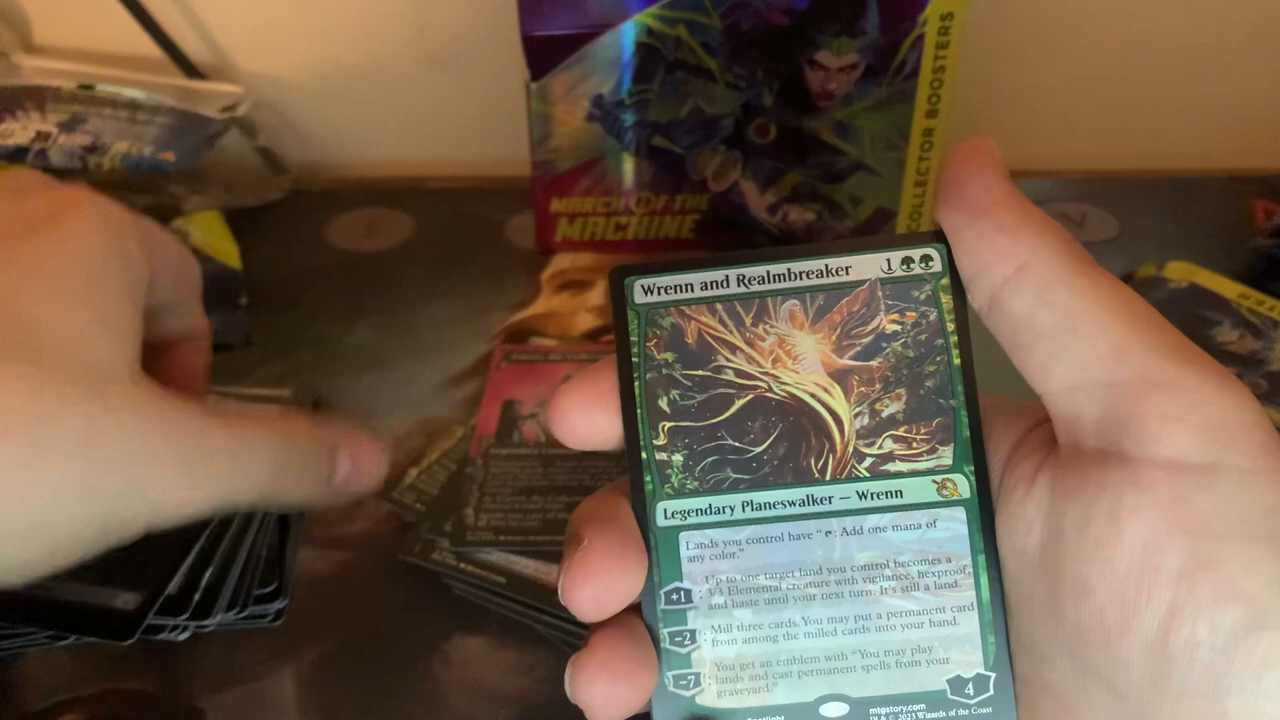 COLLECTOR BOOSTERS
MARCH OF THE
MACHINE
Wrenn and Realmbreaker
1
Legendary Planeswalker — Wrenn
Lands you control have “T: Add one mana of
any color.”
+1: Up to one target land you control becomes a
3/3 Elemental creature with vigilance, hexproof,
and haste until your next turn. It's still a land.
−2: Mill three cards. You may put a permanent card
from among the milled cards into your hand.
−7: You get an emblem with “You may play
lands and cast permanent spells from your
graveyard.”
4
mtgstory.com
& © 2023 Wizards of the Coast